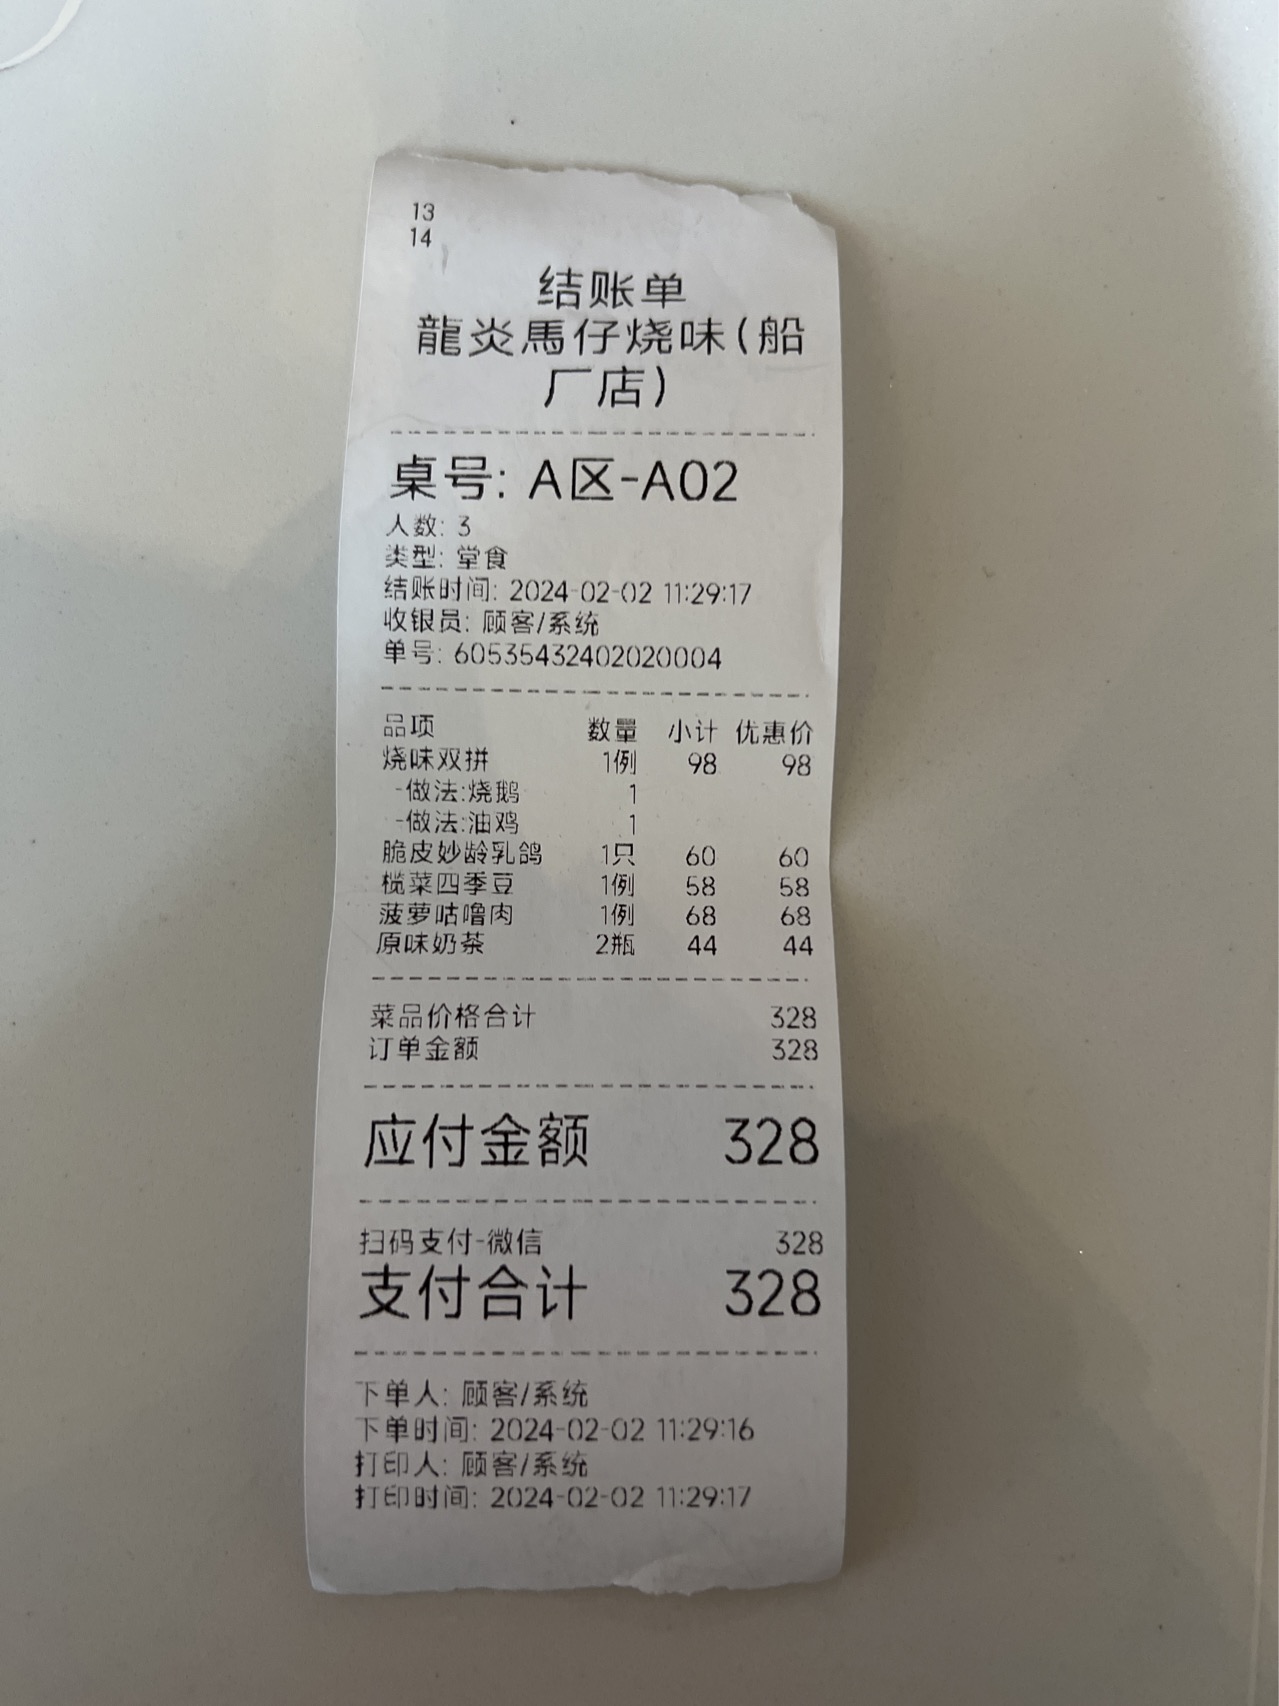 13
14
结账单
龍炎馬仔烧味(船
厂店)
桌号: A区-A02
人数: 3
类型: 堂食
结账时间: 2024-02-02 11:29:17
收银员: 顾客/系统
单号: 605354432402020004
品项 数量 小计 优惠价
烧味双拼 1例 98 98
-做法:烧鹅 1
-做法:油鸡 1
脆皮妙龄乳鸽 1只 60 60
榄菜四季豆 1例 58 58
菠萝咕噜肉 1例 68 68
原味奶茶 2瓶 44 44
菜品价格合计 328
订单金额 328
应付金额 328
扫码支付-微信 328
支付合计 328
下单人: 顾客/系统
下单时间: 2024-02-02 11:29:16
打印人: 顾客/系统
打印时间: 2024-02-02 11:29:17